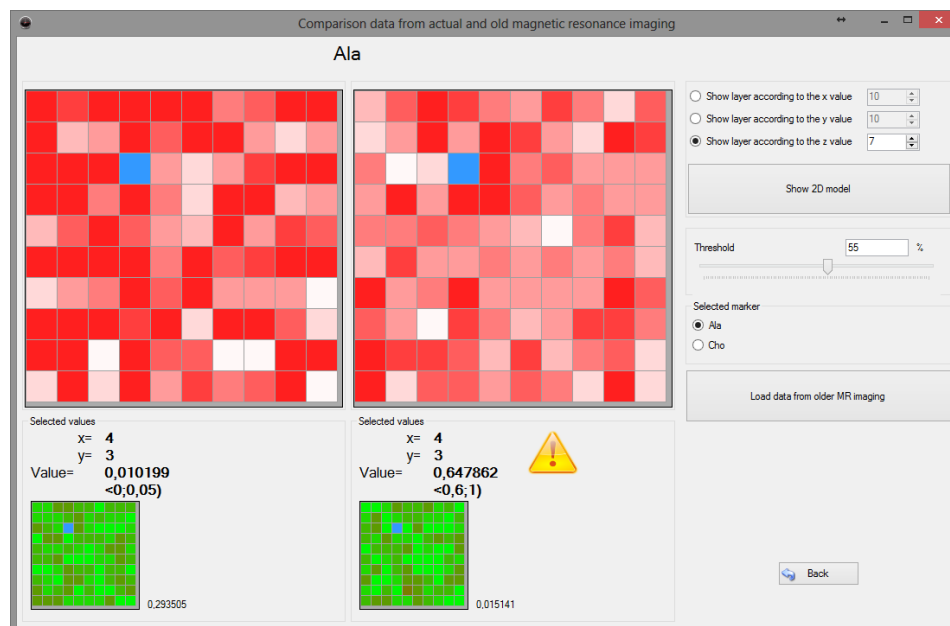 Comparison data from actual and old magnetic resonance imaging
Ala
Show layer according to the x value 10
Show layer according to the y value 10
Show layer according to the z value 7
Show 2D model
Threshold 55 %
Selected marker
Ala
Cho
Load data from older MR imaging
Selected values
x= 4
y= 3
Value= 0,010199
<0;0,05)
0,293505
Selected values
x= 4
y= 3
Value= 0,647862
<0,6;1)
0,015141
Back